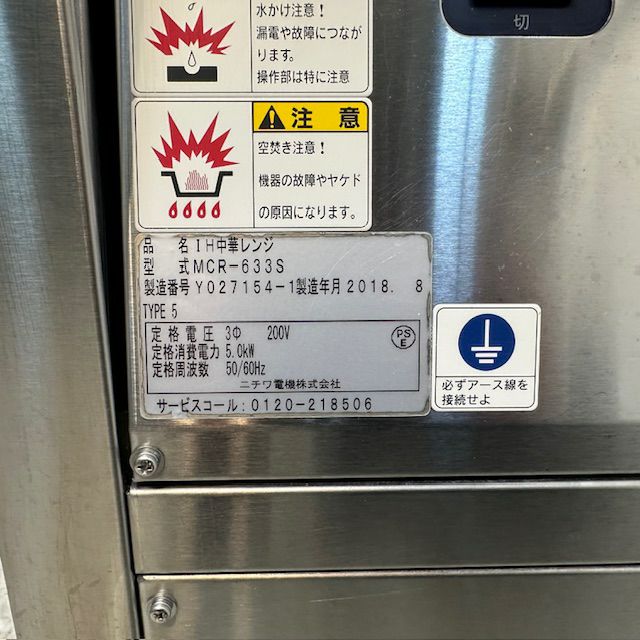 切
水かけ注意!
漏電や故障につなが
ります。
操作部は特に注意
注 意
空焚き注意!
機器の故障やヤケド
の原因になります。
品 名 IH中華レンジ
型 式 MCR-633S
製造番号 Y027154-1 製造年月 2018. 8
TYPE 5
定格電圧 3Φ 200V
定格消費電力 5.0kW
定格周波数 50/60Hz
PS
E
ニチワ電機株式会社
サービスコール:0120-218506
必ずアース線を
接続せよ